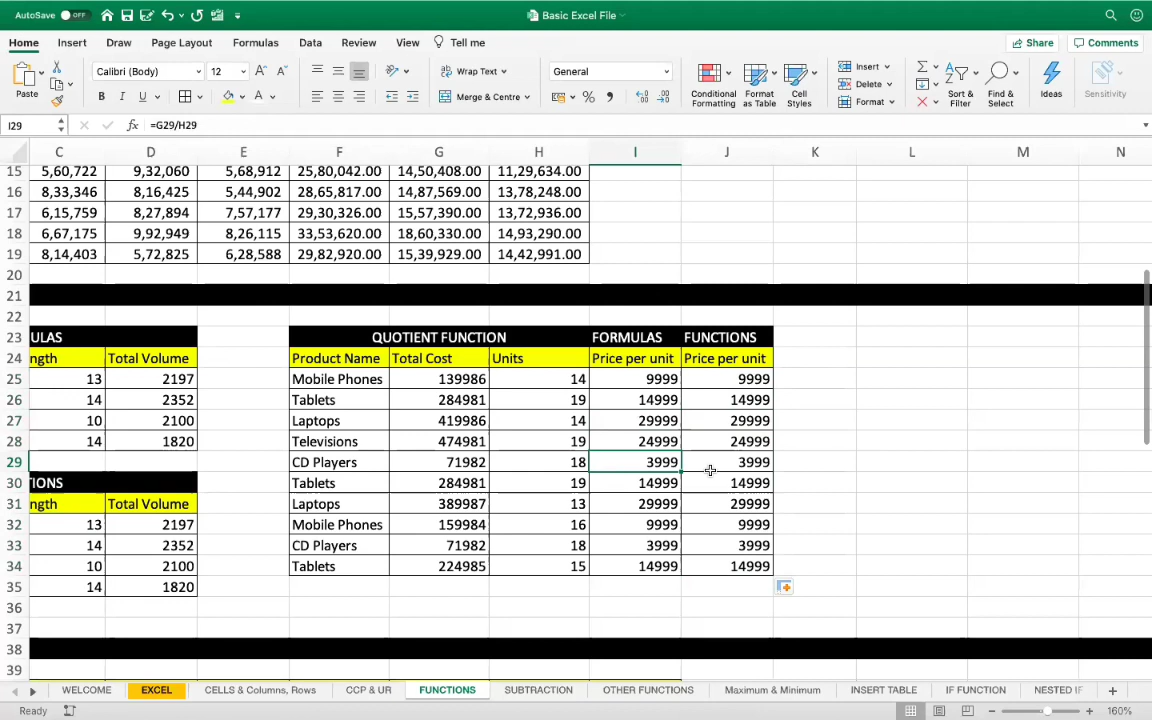 AutoSave OFF Basic Excel File
Home Insert Draw Page Layout Formulas Data Review View Tell me Share Comments
Paste Calibri (Body) 12 A A Wrap Text General Conditional Formatting Format as Table Cell Styles Insert Sort & Filter Find & Select Ideas Sensitivity
B I U A Merge & Centre % Delete Format
I29 fx =G29/H29
C D E F G H I J K L M N
15 5,60,722 9,32,060 5,68,912 25,80,042.00 14,50,408.00 11,29,634.00
16 8,33,346 8,16,425 5,44,902 28,65,817.00 14,87,569.00 13,78,248.00
17 6,15,759 8,27,894 7,57,177 29,30,326.00 15,57,390.00 13,72,936.00
18 6,67,175 9,92,949 8,26,115 33,53,620.00 18,60,330.00 14,93,290.00
19 8,14,403 5,72,825 6,28,588 29,82,920.00 15,39,929.00 14,42,991.00
20
21
22
23 ULAS QUOTIENT FUNCTION FORMULAS FUNCTIONS
24 ngth Total Volume Product Name Total Cost Units Price per unit Price per unit
25 13 2197 Mobile Phones 139986 14 9999 9999
26 14 2352 Tablets 284981 19 14999 14999
27 10 2100 Laptops 419986 14 29999 29999
28 14 1820 Televisions 474981 19 24999 24999
29 CD Players 71982 18 3999 3999
30 TIONS Tablets 284981 19 14999 14999
31 ngth Total Volume Laptops 389987 13 29999 29999
32 13 2197 Mobile Phones 159984 16 9999 9999
33 14 2352 CD Players 71982 18 3999 3999
34 10 2100 Tablets 224985 15 14999 14999
35 14 1820
36
37
38
39
WELCOME EXCEL CELLS & Columns, Rows CCP & UR FUNCTIONS SUBTRACTION OTHER FUNCTIONS Maximum & Minimum INSERT TABLE IF FUNCTION NESTED IF
Ready 160%